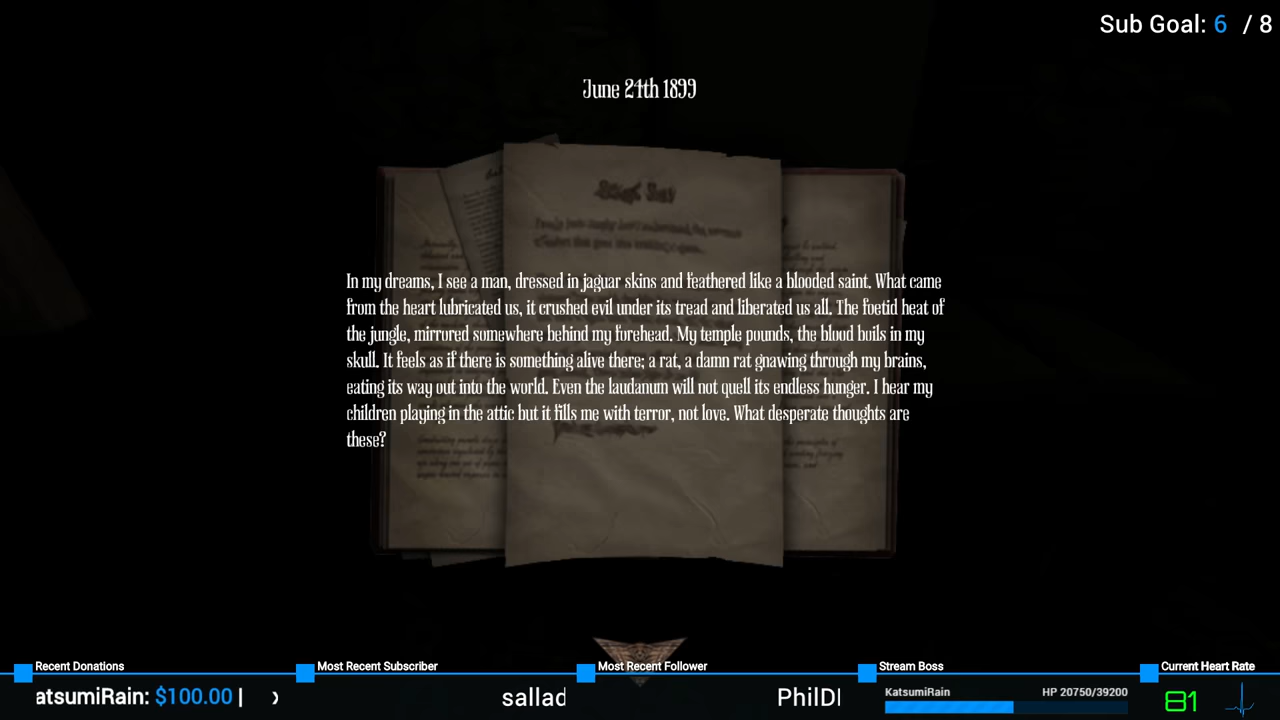 Sub Goal: 6 / 8
June 24th 1899
In my dreams, I see a man, dressed in jaguar skins and feathered like a blooded saint. What came
from the heart lubricated us, it crushed evil under its tread and liberated us all. The foetid heat of
the jungle, mirrored somewhere behind my forehead. My temple pounds, the blood boils in my
skull. It feels as if there is something alive there; a rat, a damn rat gnawing through my brains,
eating its way out into the world. Even the laudanum will not quell its endless hunger. I hear my
children playing in the attic but it fills me with terror, not love. What desperate thoughts are
these?
Recent Donations
Most Recent Subscriber
Most Recent Follower
Stream Boss
Current Heart Rate
atsumiRain: $100.00 |
sallad
PhilDI
KatsumiRain HP 20750/39200
81